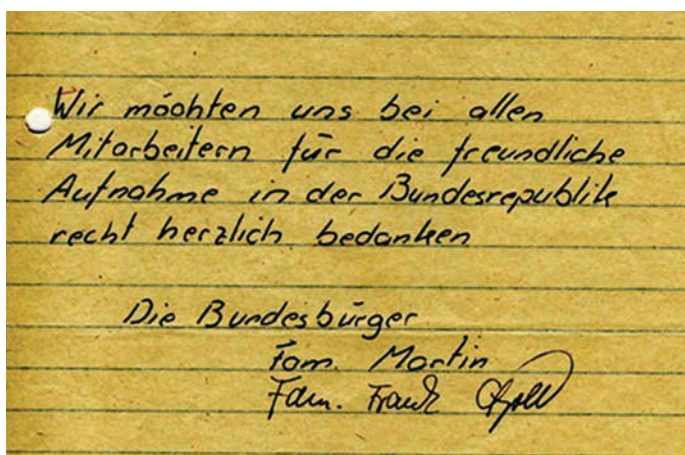 Wir möchten uns bei allen
Mitarbeitern für die freundliche
Aufnahme in der Bundesrepublik
recht herzlich bedanken
Die Bundesbürger
Fam. Martin
Fam. Frank